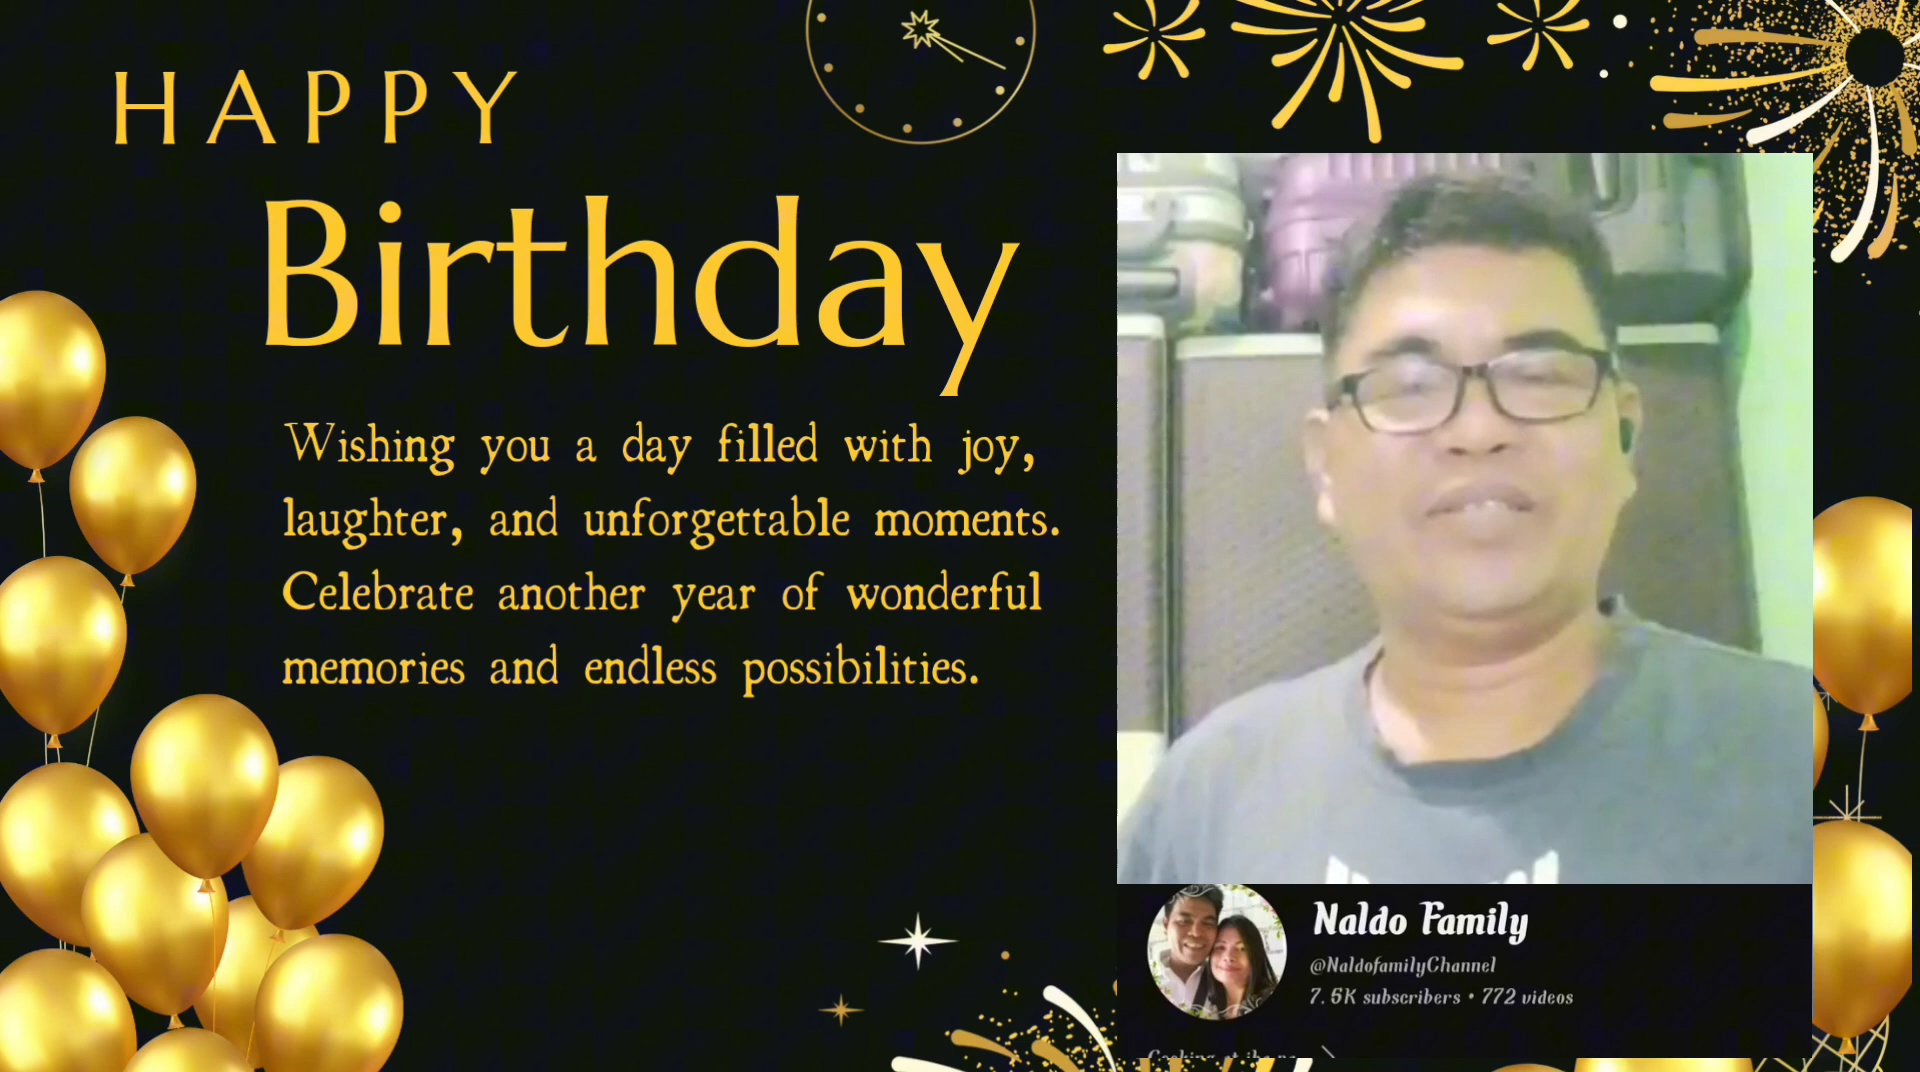 HAPPY
Birthday
Wishing you a day filled with joy,
laughter, and unforgettable moments.
Celebrate another year of wonderful
memories and endless possibilities.
Naldo Family
@NaldofamilyChannel
7.5K subscribers • 772 videos